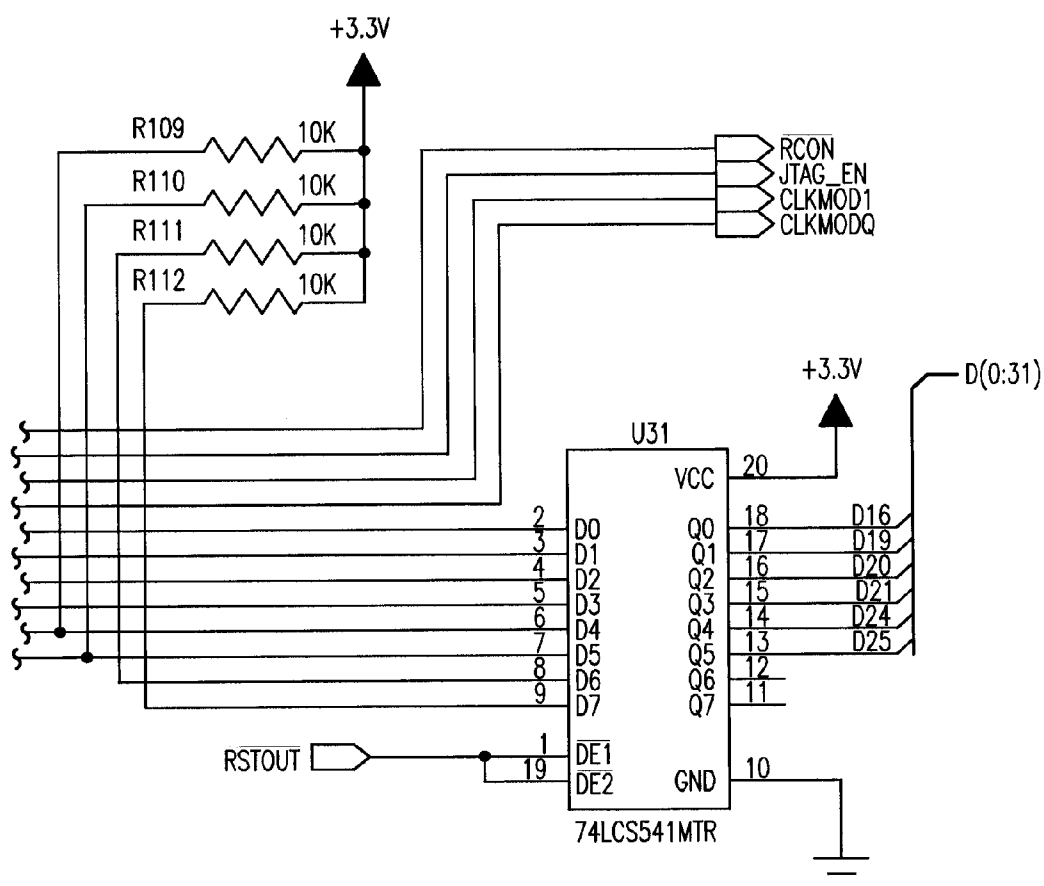 +3.3V
R109 10K
R110 10K
R111 10K
R112 10K
RCON
JTAG_EN
CLKMOD1
CLKMODQ
+3.3V
D(0:31)
U31
VCC 20
2 D0 Q0 18 D16
3 D1 Q1 17 D19
4 D2 Q2 16 D20
5 D3 Q3 15 D21
6 D4 Q4 14 D24
7 D5 Q5 13 D25
8 D6 Q6 12
9 D7 Q7 11
RSTOUT 1 DE1
19 DE2 GND 10
74LCS541MTR